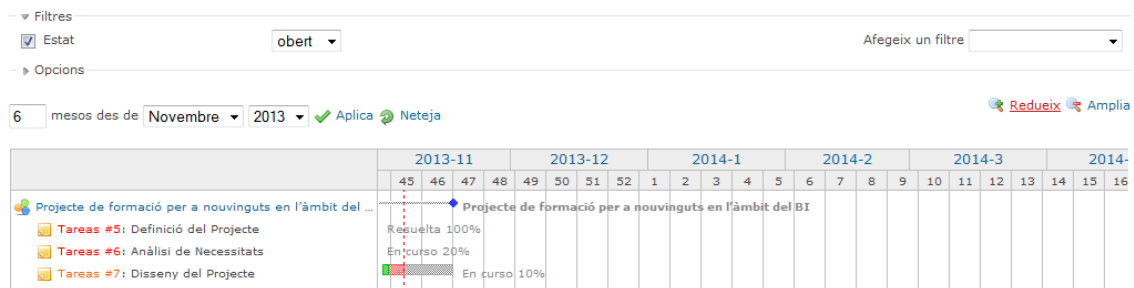 Filtres
Estat obert Afegeix un filtre
Opcions
6 mesos des de Novembre 2013 Aplica Neteja Redueix Amplia
2013-11 2013-12 2014-1 2014-2 2014-3 2014-
45 46 47 48 49 50 51 52 1 2 3 4 5 6 7 8 9 10 11 12 13 14 15 16
Projecte de formació per a nouvinguts en l'àmbit del ... Projecte de formació per a nouvinguts en l'àmbit del BI
Tareas #5: Definició del Projecte Resuelta 100%
Tareas #6: Anàlisi de Necessitats En curso 20%
Tareas #7: Disseny del Projecte En curso 10%